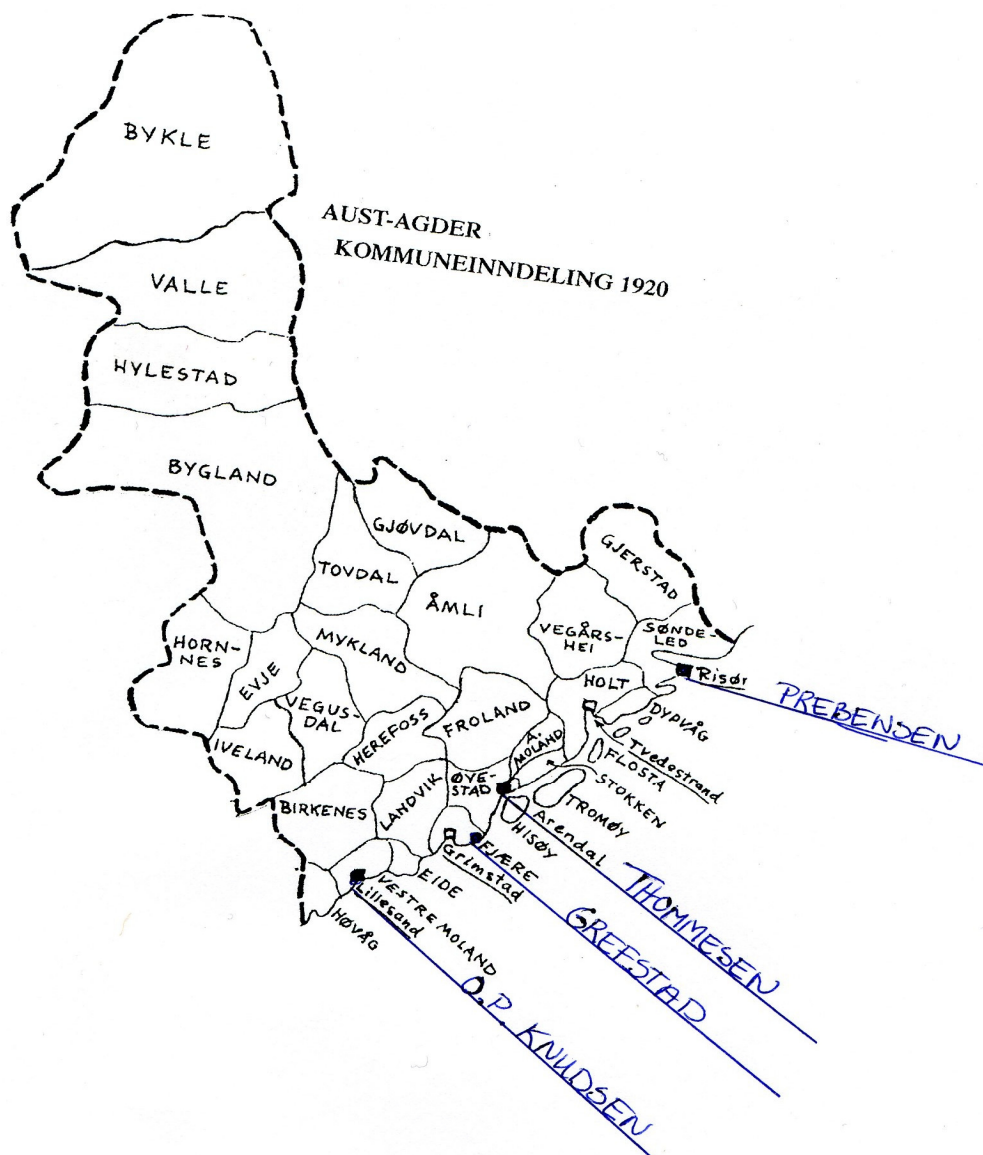 BYKLE
AUST-AGDER
KOMMUNEINNDELING 1920
VALLE
HYLESTAD
BYGLAND
GJØVDAL
TOVDAL
ÅMLI
GJERSTAD
VEGÅRS-
HEI
SØNDE-
LED
HORN-
NES
EVJE
MYKLAND
VEGUS-
DAL
HEREFOSS
FROLAND
HOLT
Risør
PREBENSEN
DYPVÅG
Tvedestrand
FLOSTA
STOKKEN
TROMØY
IVELAND
BIRKENES
LANDVIK
ØYE-
STAD
A.
MOLAND
HISØY
Arendal
THOMMESEN
FJÆRE
GREFSTAD
Grimstad
EIDE
VESTRE MOLAND
Lillesand
HØVÅG
O.P. KNUDSEN